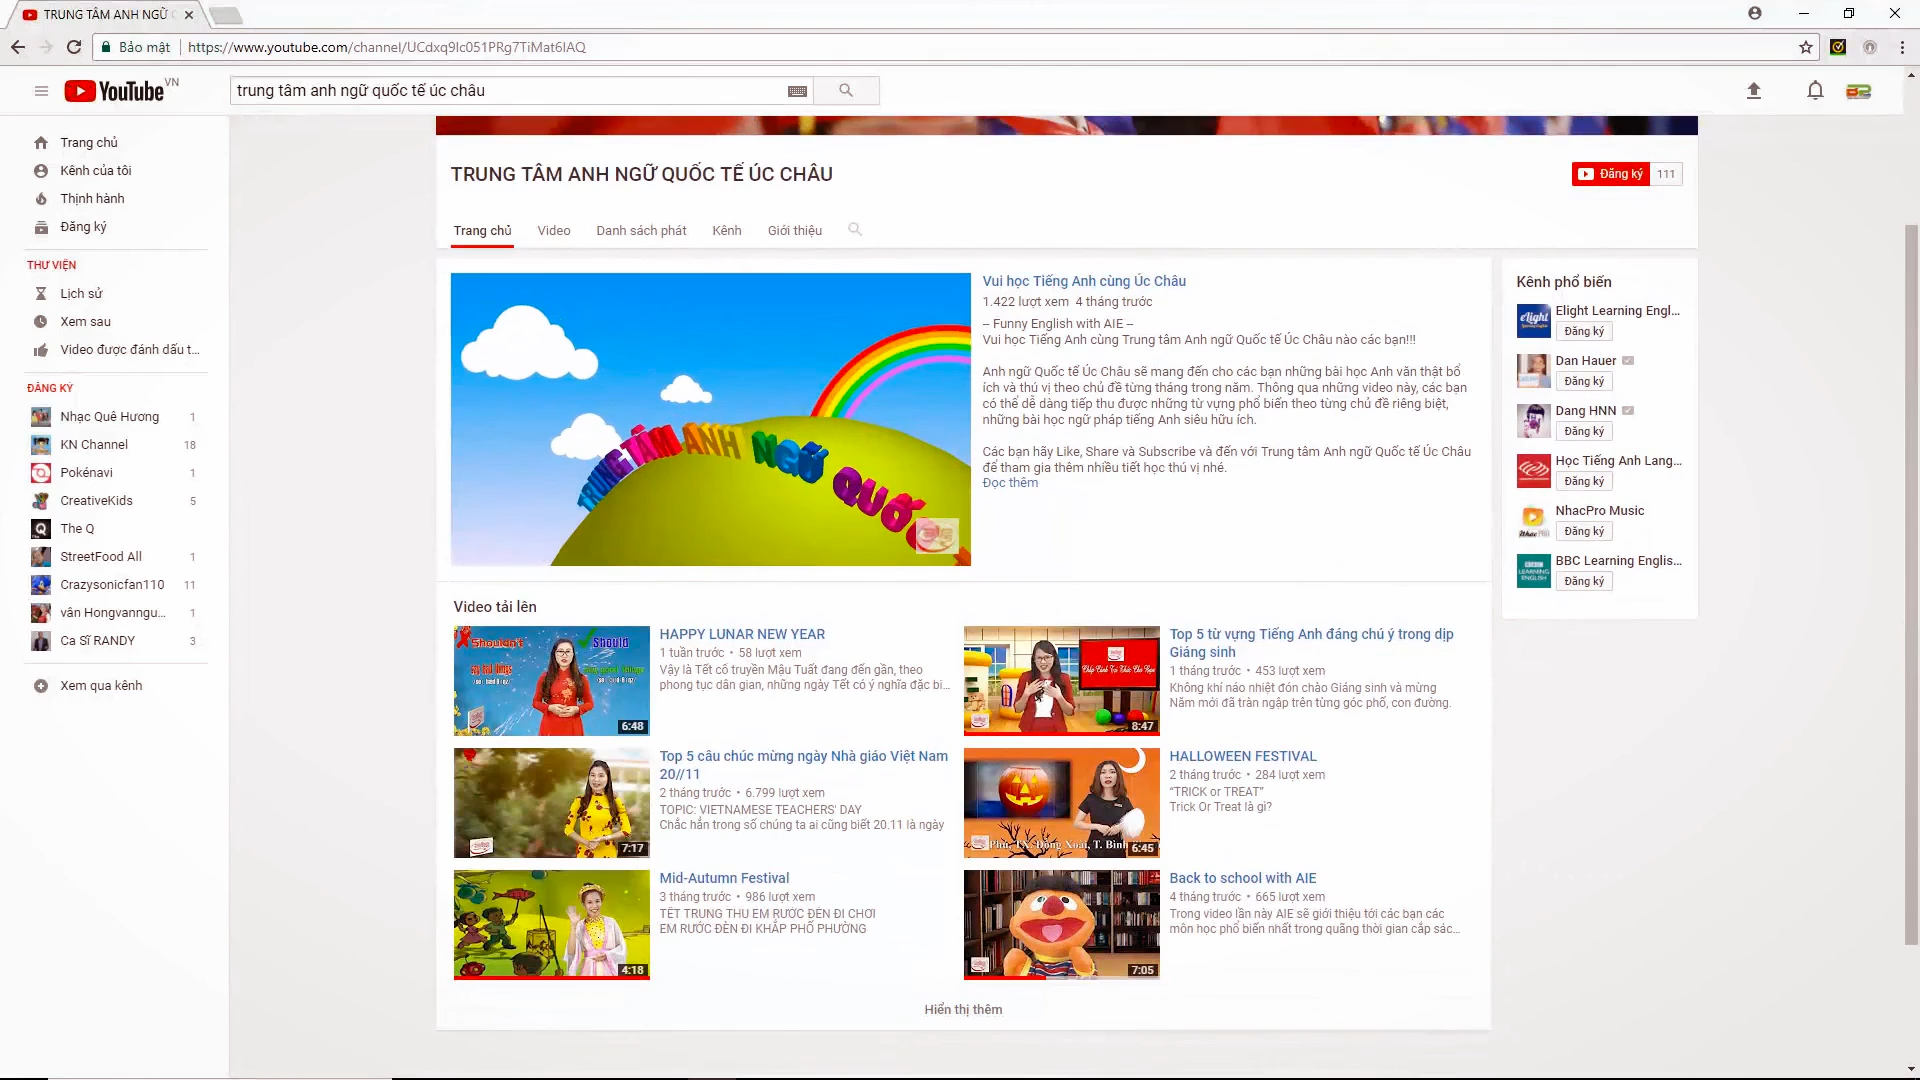 TRUNG TÂM ANH NGỮ
Bảo mật
https://www.youtube.com/channel/UCdxq9lc051PRg7TiMat6IAQ
YouTube VN
trung tâm anh ngữ quốc tế úc châu
Trang chủ
Kênh của tôi
Thịnh hành
Đăng ký
THƯ VIỆN
Lịch sử
Xem sau
Video được đánh dấu t...
ĐĂNG KÝ
Nhạc Quê Hương 1
KN Channel 18
Pokénavi 1
CreativeKids 5
The Q
StreetFood All 1
Crazysonicfan110 11
vân Hongvanngu... 1
Ca Sĩ RANDY 3
Xem qua kênh
TRUNG TÂM ANH NGỮ QUỐC TẾ ÚC CHÂU
Đăng ký 111
Trang chủ Video Danh sách phát Kênh Giới thiệu
TRUNG TÂM ANH NGỮ QUỐC
Vui học Tiếng Anh cùng Úc Châu
1.422 lượt xem 4 tháng trước
– Funny English with AIE –
Vui học Tiếng Anh cùng Trung tâm Anh ngữ Quốc tế Úc Châu nào các bạn!!!
Anh ngữ Quốc tế Úc Châu sẽ mang đến cho các bạn những bài học Anh văn thật bổ
ích và thú vị theo chủ đề từng tháng trong năm. Thông qua những video này, các bạn
có thể dễ dàng tiếp thu được những từ vựng phổ biến theo từng chủ đề riêng biệt,
những bài học ngữ pháp tiếng Anh siêu hữu ích.
Các bạn hãy Like, Share và Subscribe và đến với Trung tâm Anh ngữ Quốc tế Úc Châu
để tham gia thêm nhiều tiết học thú vị nhé.
Đọc thêm
Kênh phổ biến
Elight Learning Engl...
Đăng ký
Dan Hauer
Đăng ký
Dang HNN
Đăng ký
Học Tiếng Anh Lang...
Đăng ký
NhacPro Music
Đăng ký
BBC Learning Englis...
Đăng ký
Video tải lên
Shouldn't Should
6:48
HAPPY LUNAR NEW YEAR
1 tuần trước • 58 lượt xem
Vậy là Tết cổ truyền Mậu Tuất đang đến gần, theo
phong tục dân gian, những ngày Tết có ý nghĩa đặc bi...
8:47
Top 5 từ vựng Tiếng Anh đáng chú ý trong dịp
Giáng sinh
1 tháng trước • 453 lượt xem
Không khí náo nhiệt đón chào Giáng sinh và mừng
Năm mới đã tràn ngập trên từng góc phố, con đường.
7:17
Top 5 câu chúc mừng ngày Nhà giáo Việt Nam
20//11
2 tháng trước • 6.799 lượt xem
TOPIC: VIETNAMESE TEACHERS' DAY
Chắc hẳn trong số chúng ta ai cũng biết 20.11 là ngày
Phú, TX. Đồng Xoài, T. Bình
6:45
HALLOWEEN FESTIVAL
2 tháng trước • 284 lượt xem
“TRICK or TREAT”
Trick Or Treat là gì?
4:18
Mid-Autumn Festival
3 tháng trước • 986 lượt xem
TẾT TRUNG THU EM RƯỚC ĐÈN ĐI CHƠI
EM RƯỚC ĐÈN ĐI KHẮP PHỐ PHƯỜNG
7:05
Back to school with AIE
4 tháng trước • 665 lượt xem
Trong video lần này AIE sẽ giới thiệu tới các bạn các
môn học phổ biến nhất trong quãng thời gian cắp sác...
Hiển thị thêm